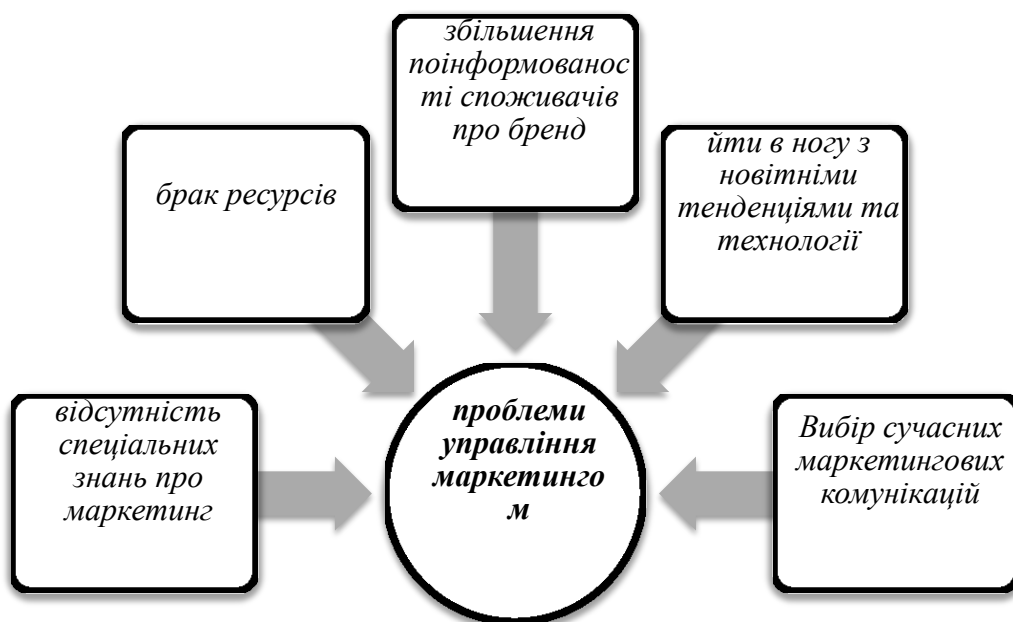 збільшення
поінформованос
ті споживачів
про бренд
брак ресурсів
йти в ногу з
новітніми
тенденціями та
технології
відсутність
спеціальних
знань про
маркетинг
проблеми
управління
маркетинго
м
Вибір сучасних
маркетингових
комунікацій